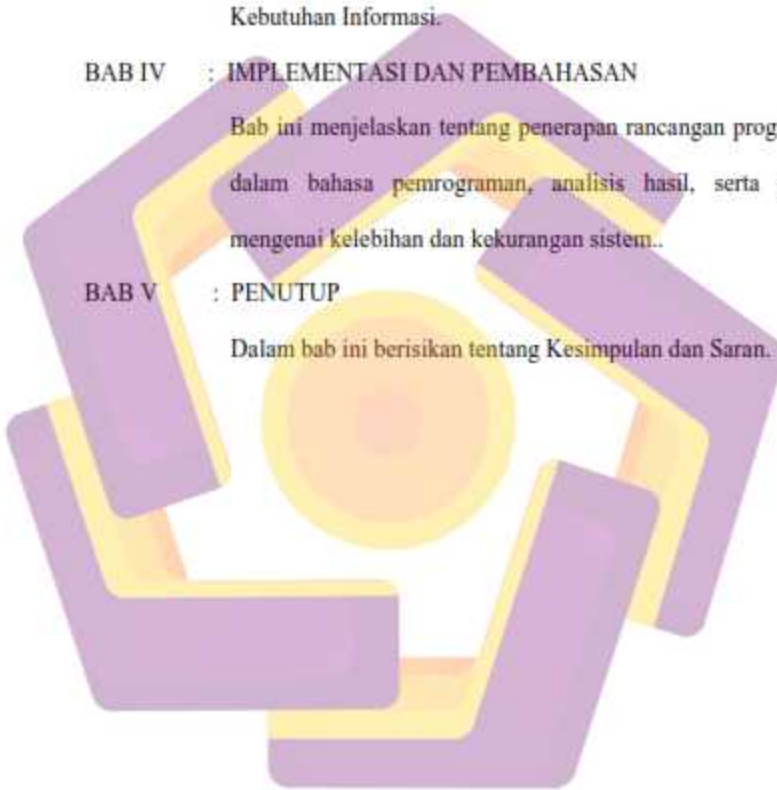 Kebutuhan Informasi.
BAB IV : IMPLEMENTASI DAN PEMBAHASAN
Bab ini menjelaskan tentang penerapan rancangan prog
dalam bahasa pemrograman, analisis hasil, serta
mengenai kelebihan dan kekurangan sistem..
BAB V : PENUTUP
Dalam bab ini berisikan tentang Kesimpulan dan Saran.